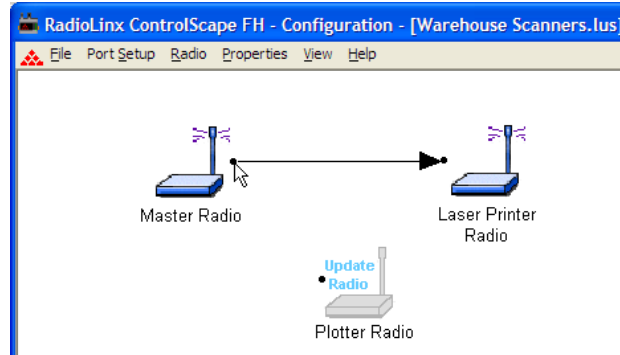 RadioLinx ControlScape FH - Configuration - [Warehouse Scanners.lus]
File Port Setup Radio Properties View Help
Master Radio
Laser Printer
Radio
Update
Radio
Plotter Radio